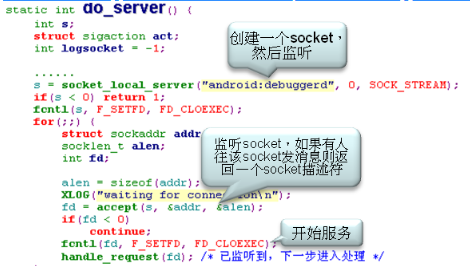 static int do_server() {
int s;
struct sigaction act;
int logsocket = -1;
创建一个socket，
然后监听
......
s = socket_local_server("android:debuggerd", 0, SOCK_STREAM);
if(s < 0) return 1;
fcntl(s, F_SETFD, FD_CLOEXEC);
for(;;) {
struct sockaddr addr
socklen_t alen;
int fd;
监听socket，如果有人
往该socket发消息则返
回一个socket描述符
alen = sizeof(addr);
XLOG("waiting for connection\n");
fd = accept(s, &addr, &alen);
if(fd < 0)
continue;
开始服务
fcntl(fd, F_SETFD, FD_CLOEXEC);
handle_request(fd); /* 已监听到，下一步进入处理 */